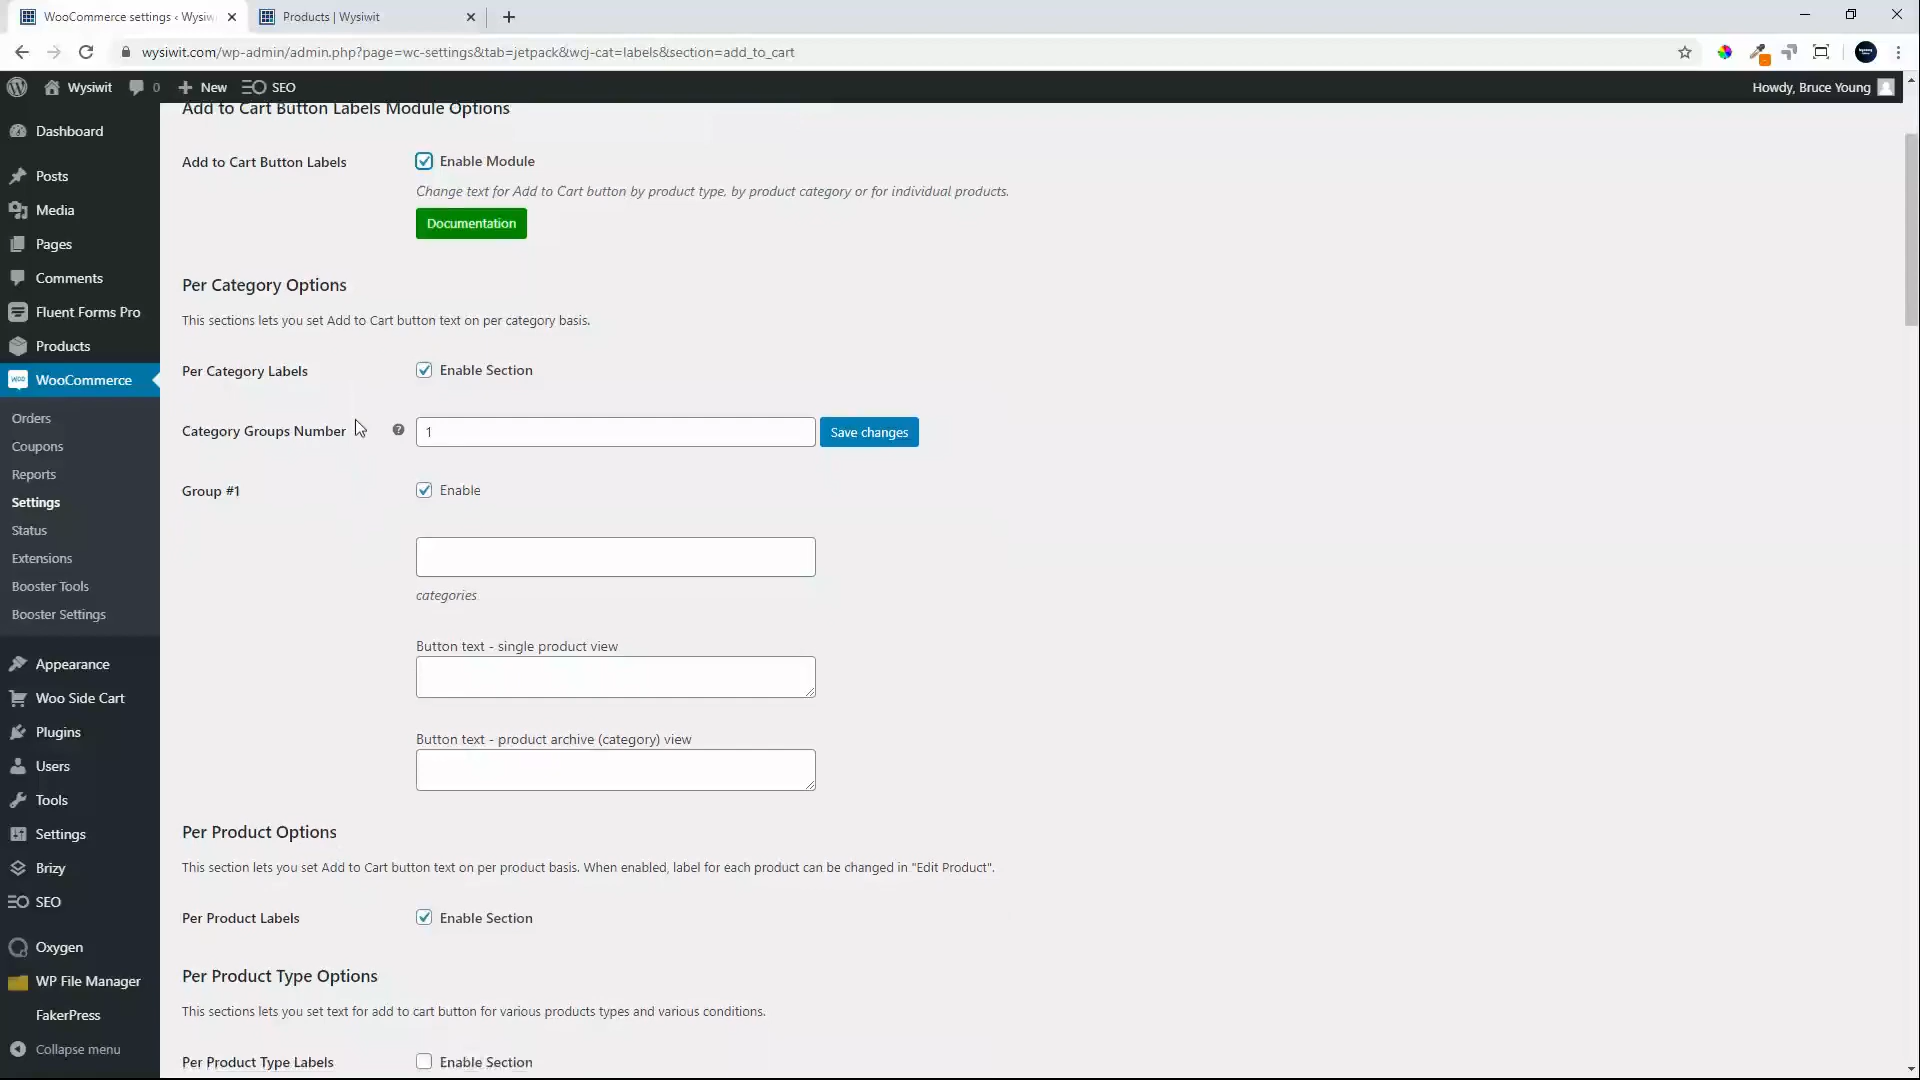 WooCommerce settings ‹ Wysiwi
Products | Wysiwit
wysiwit.com/wp-admin/admin.php?page=wc-settings&tab=jetpack&wcj-cat=labels&section=add_to_cart
Wysiwit
0
New
SEO
Howdy, Bruce Young
Dashboard
Posts
Media
Pages
Comments
Fluent Forms Pro
Products
woo
WooCommerce
Orders
Coupons
Reports
Settings
Status
Extensions
Booster Tools
Booster Settings
Appearance
Woo Side Cart
Plugins
Users
Tools
Settings
Brizy
SEO
Oxygen
WP File Manager
FakerPress
Collapse menu
Add to Cart Button Labels Module Options
Add to Cart Button Labels
Enable Module
Change text for Add to Cart button by product type, by product category or for individual products.
Documentation
Per Category Options
This sections lets you set Add to Cart button text on per category basis.
Per Category Labels
Enable Section
Category Groups Number
?
1
Save changes
Group #1
Enable
categories
Button text - single product view
Button text - product archive (category) view
Per Product Options
This section lets you set Add to Cart button text on per product basis. When enabled, label for each product can be changed in "Edit Product".
Per Product Labels
Enable Section
Per Product Type Options
This sections lets you set text for add to cart button for various products types and various conditions.
Per Product Type Labels
Enable Section